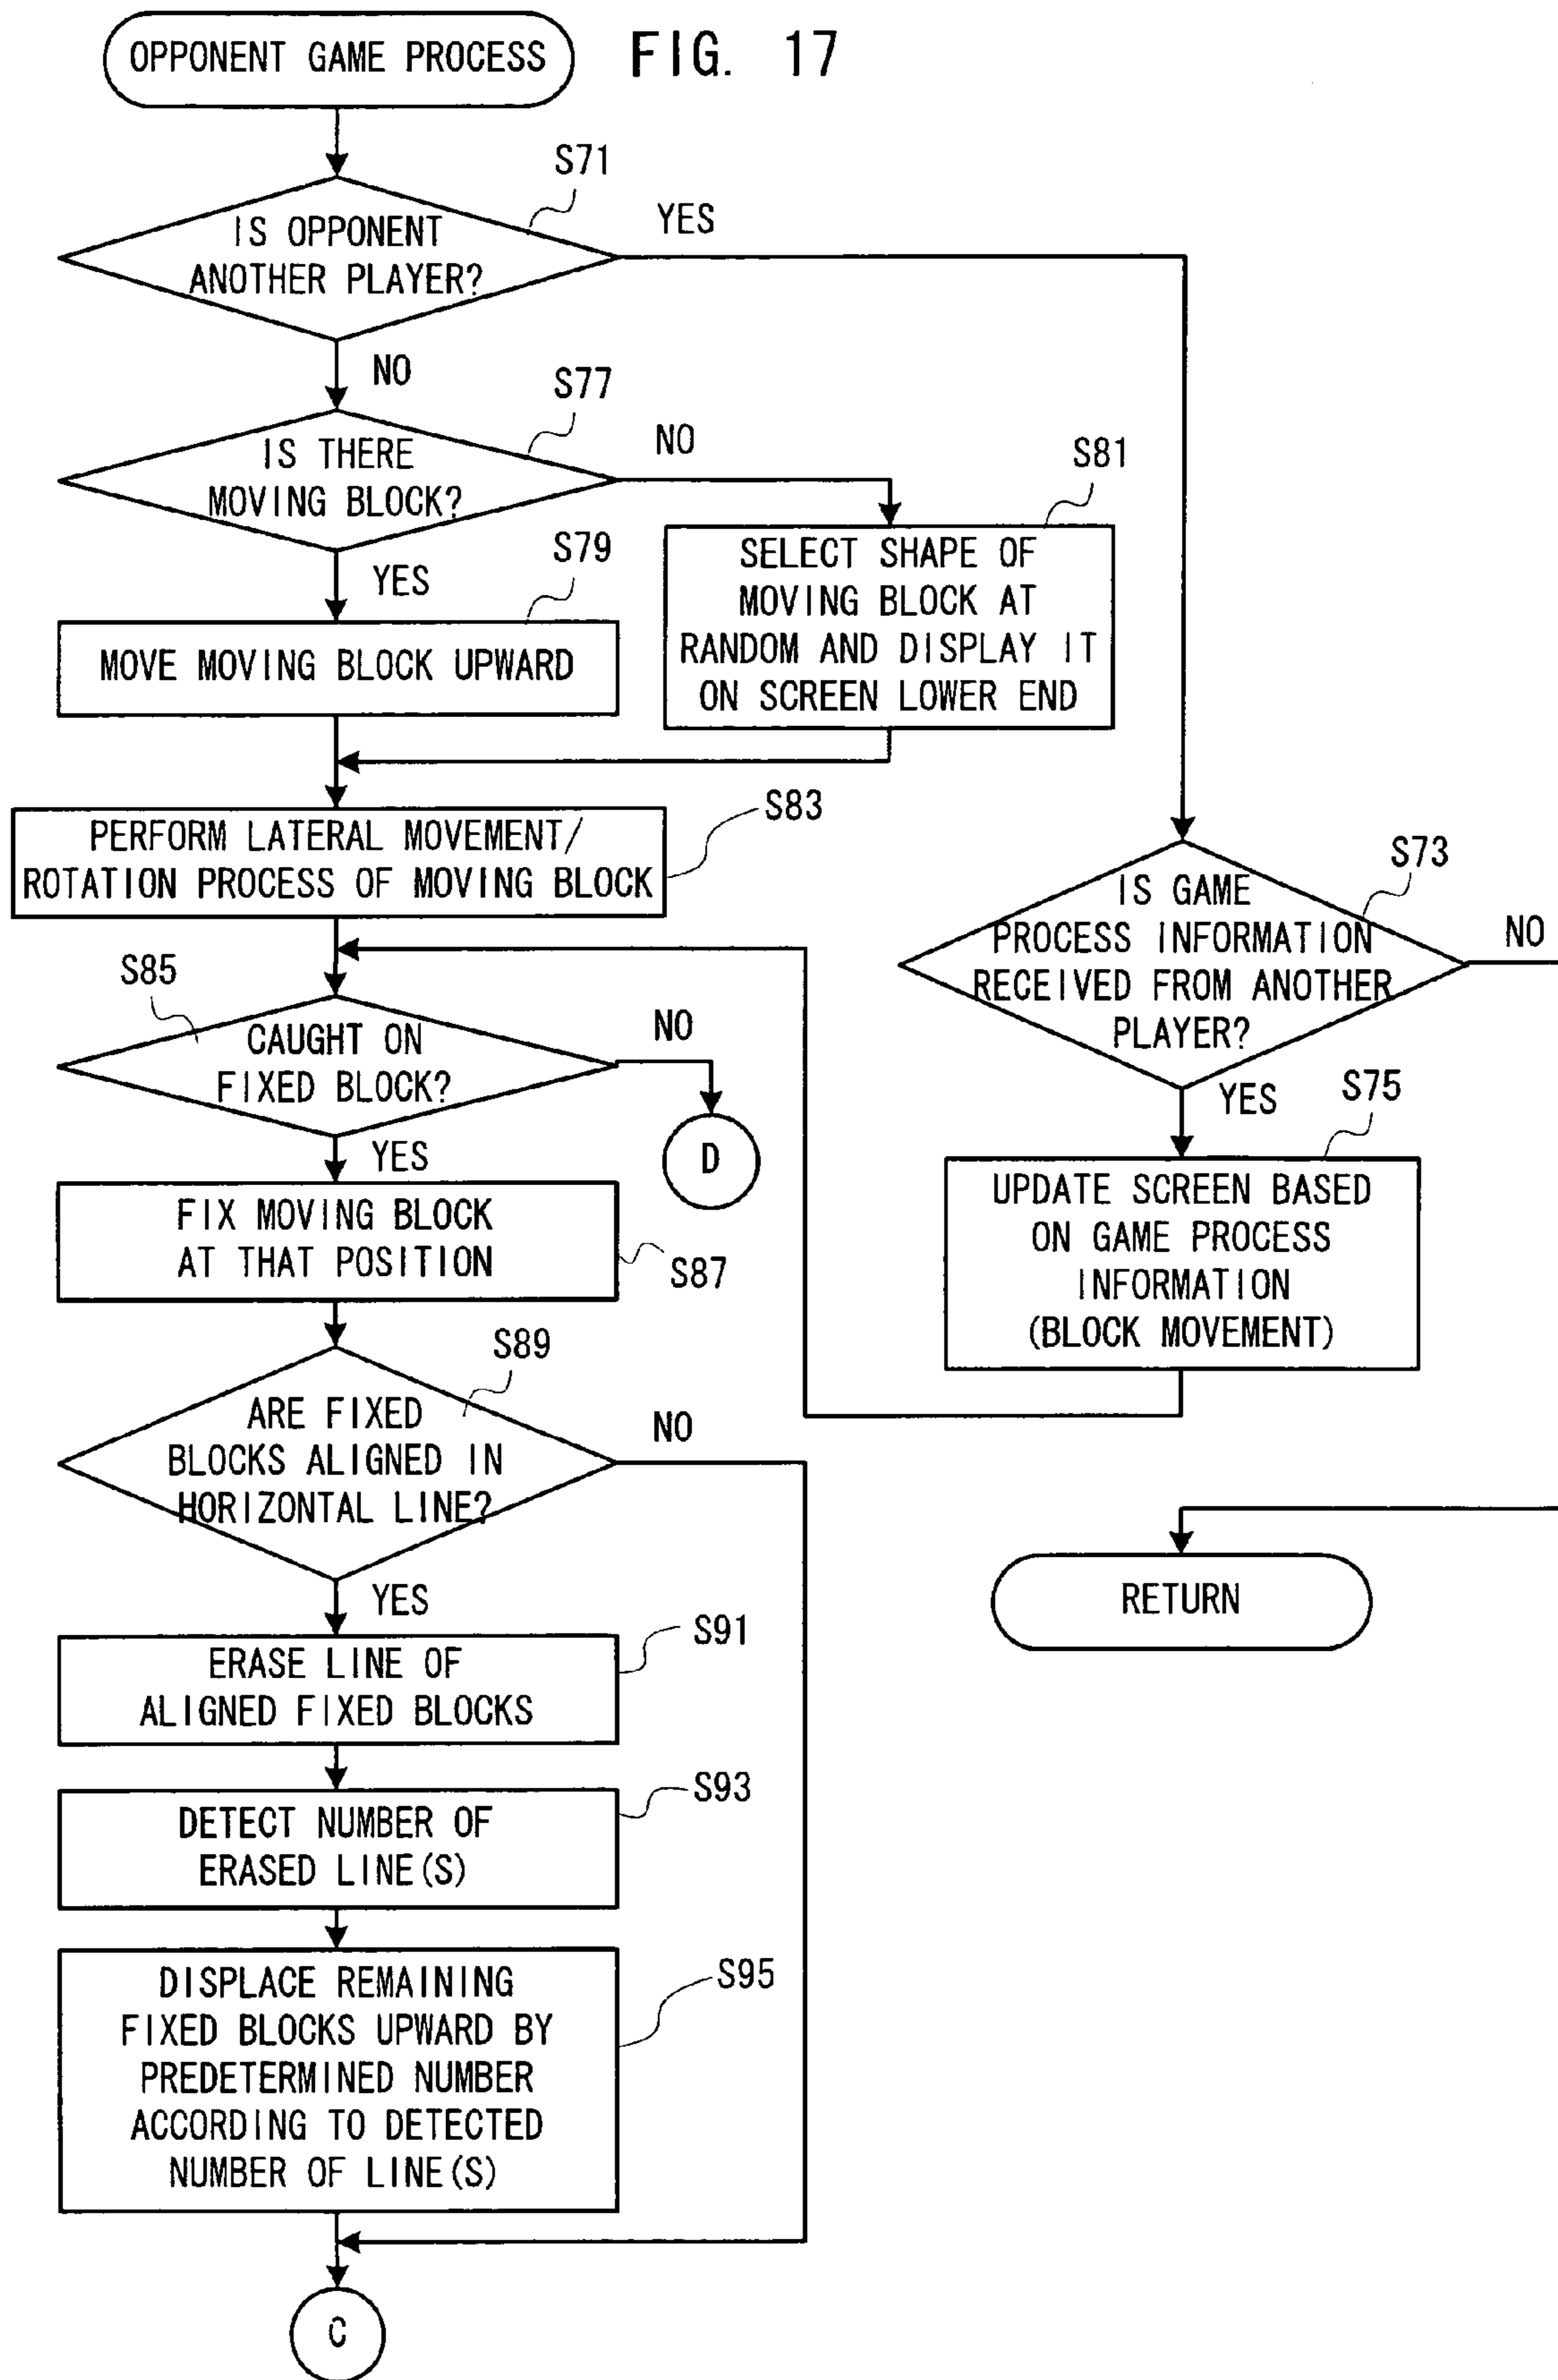 OPPONENT GAME PROCESS
FIG. 17
S71
IS OPPONENT
ANOTHER PLAYER?
YES
NO
S77
IS THERE
MOVING BLOCK?
NO
YES
S79
MOVE MOVING BLOCK UPWARD
S81
SELECT SHAPE OF
MOVING BLOCK AT
RANDOM AND DISPLAY IT
ON SCREEN LOWER END
S83
PERFORM LATERAL MOVEMENT/
ROTATION PROCESS OF MOVING BLOCK
S73
IS GAME
PROCESS INFORMATION
RECEIVED FROM ANOTHER
PLAYER?
NO
YES
S75
UPDATE SCREEN BASED
ON GAME PROCESS
INFORMATION
(BLOCK MOVEMENT)
S85
CAUGHT ON
FIXED BLOCK?
NO
D
YES
FIX MOVING BLOCK
AT THAT POSITION
S87
S89
ARE FIXED
BLOCKS ALIGNED IN
HORIZONTAL LINE?
NO
YES
RETURN
S91
ERASE LINE OF
ALIGNED FIXED BLOCKS
S93
DETECT NUMBER OF
ERASED LINE(S)
S95
DISPLACE REMAINING
FIXED BLOCKS UPWARD BY
PREDETERMINED NUMBER
ACCORDING TO DETECTED
NUMBER OF LINE(S)
C